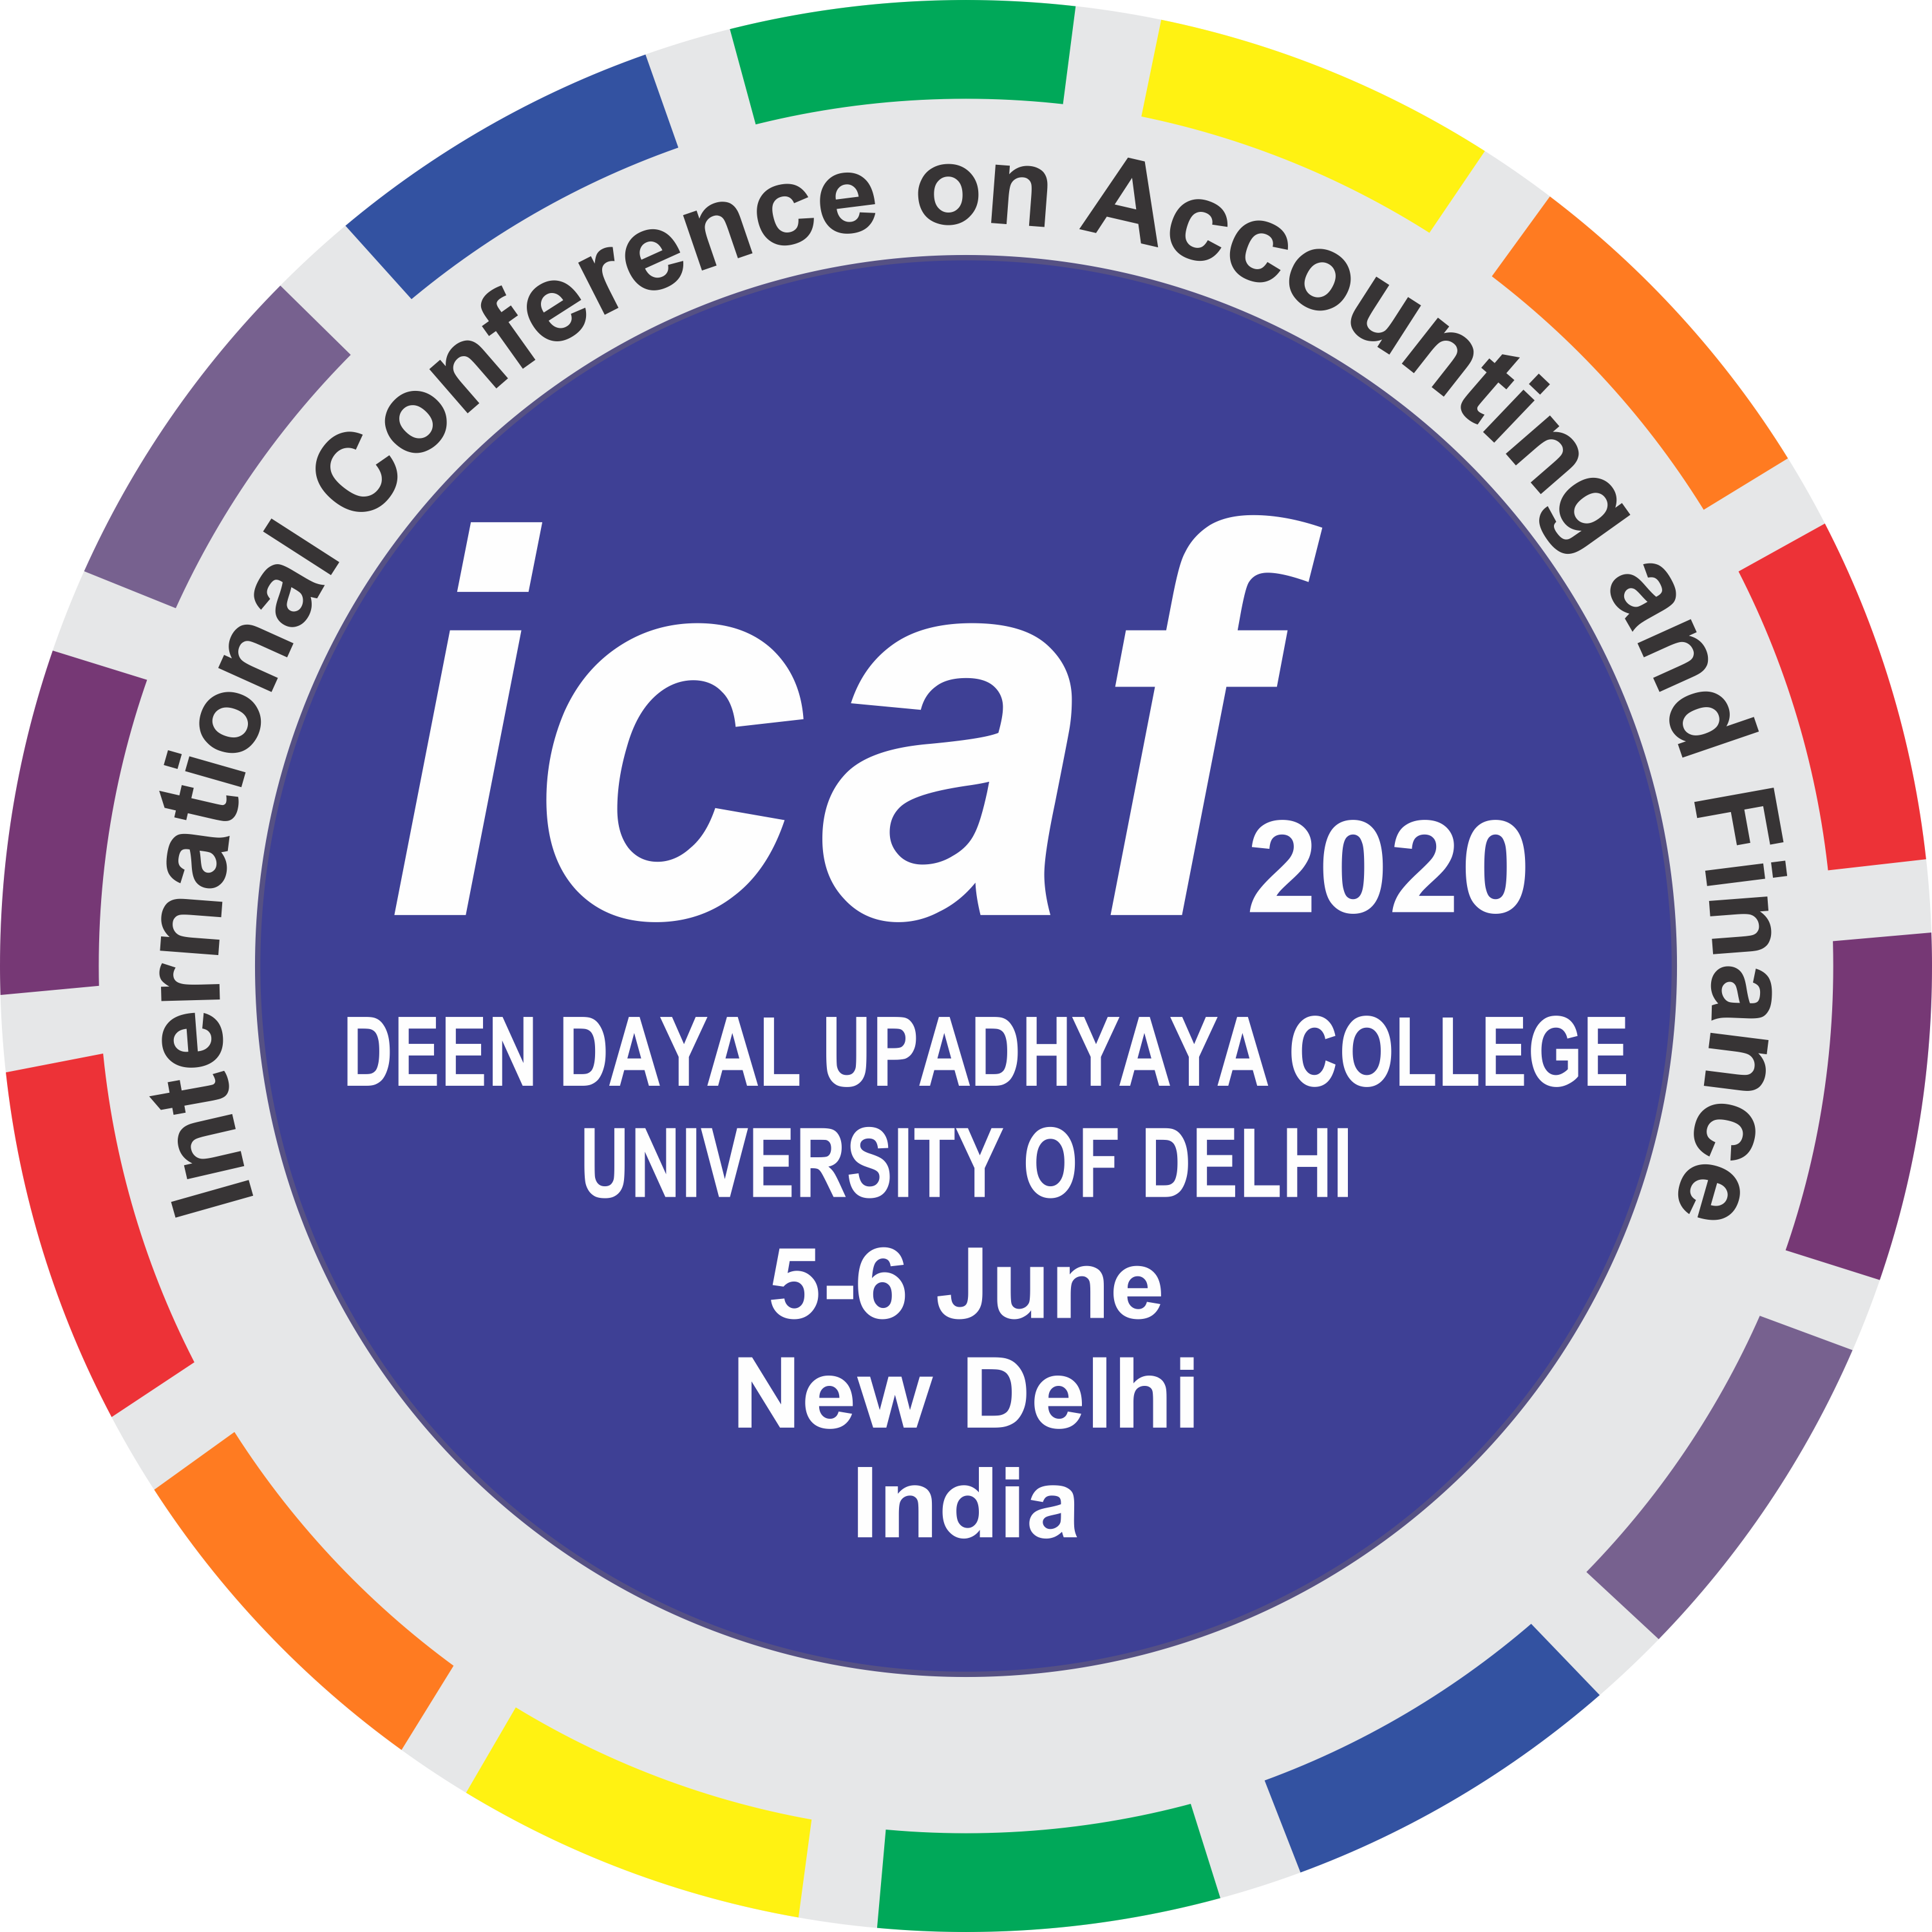 International Conference on Accounting and Finance
icaf 2020
DEEN DAYAL UPADHYAYA COLLEGE
UNIVERSITY OF DELHI
5-6 June
New Delhi
India